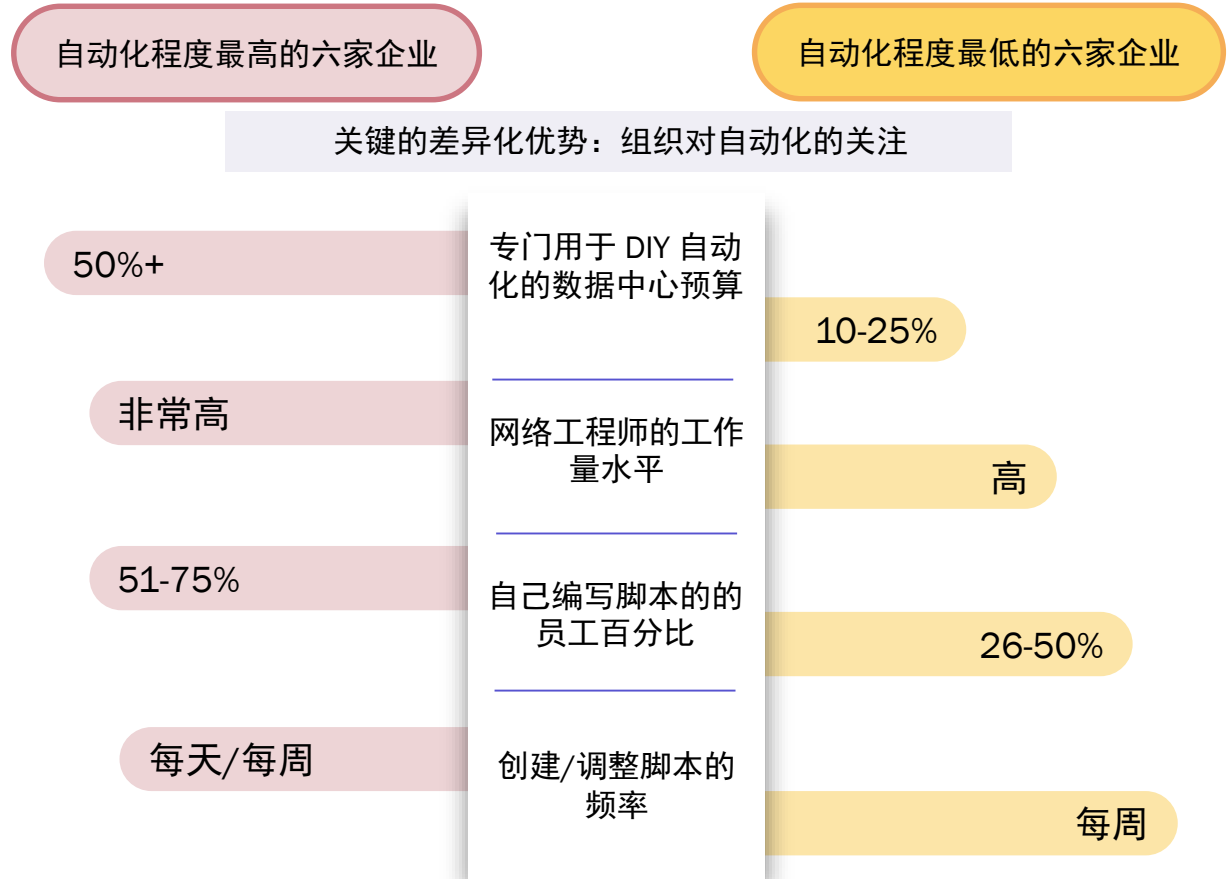 自动化程度最高的六家企业
自动化程度最低的六家企业
关键的差异化优势：组织对自动化的关注
50%+
专门用于 DIY 自动
化的数据中心预算
10-25%
非常高
网络工程师的工作
量水平
高
51-75%
自己编写脚本的的
员工百分比
26-50%
每天/每周
创建/调整脚本的
频率
每周